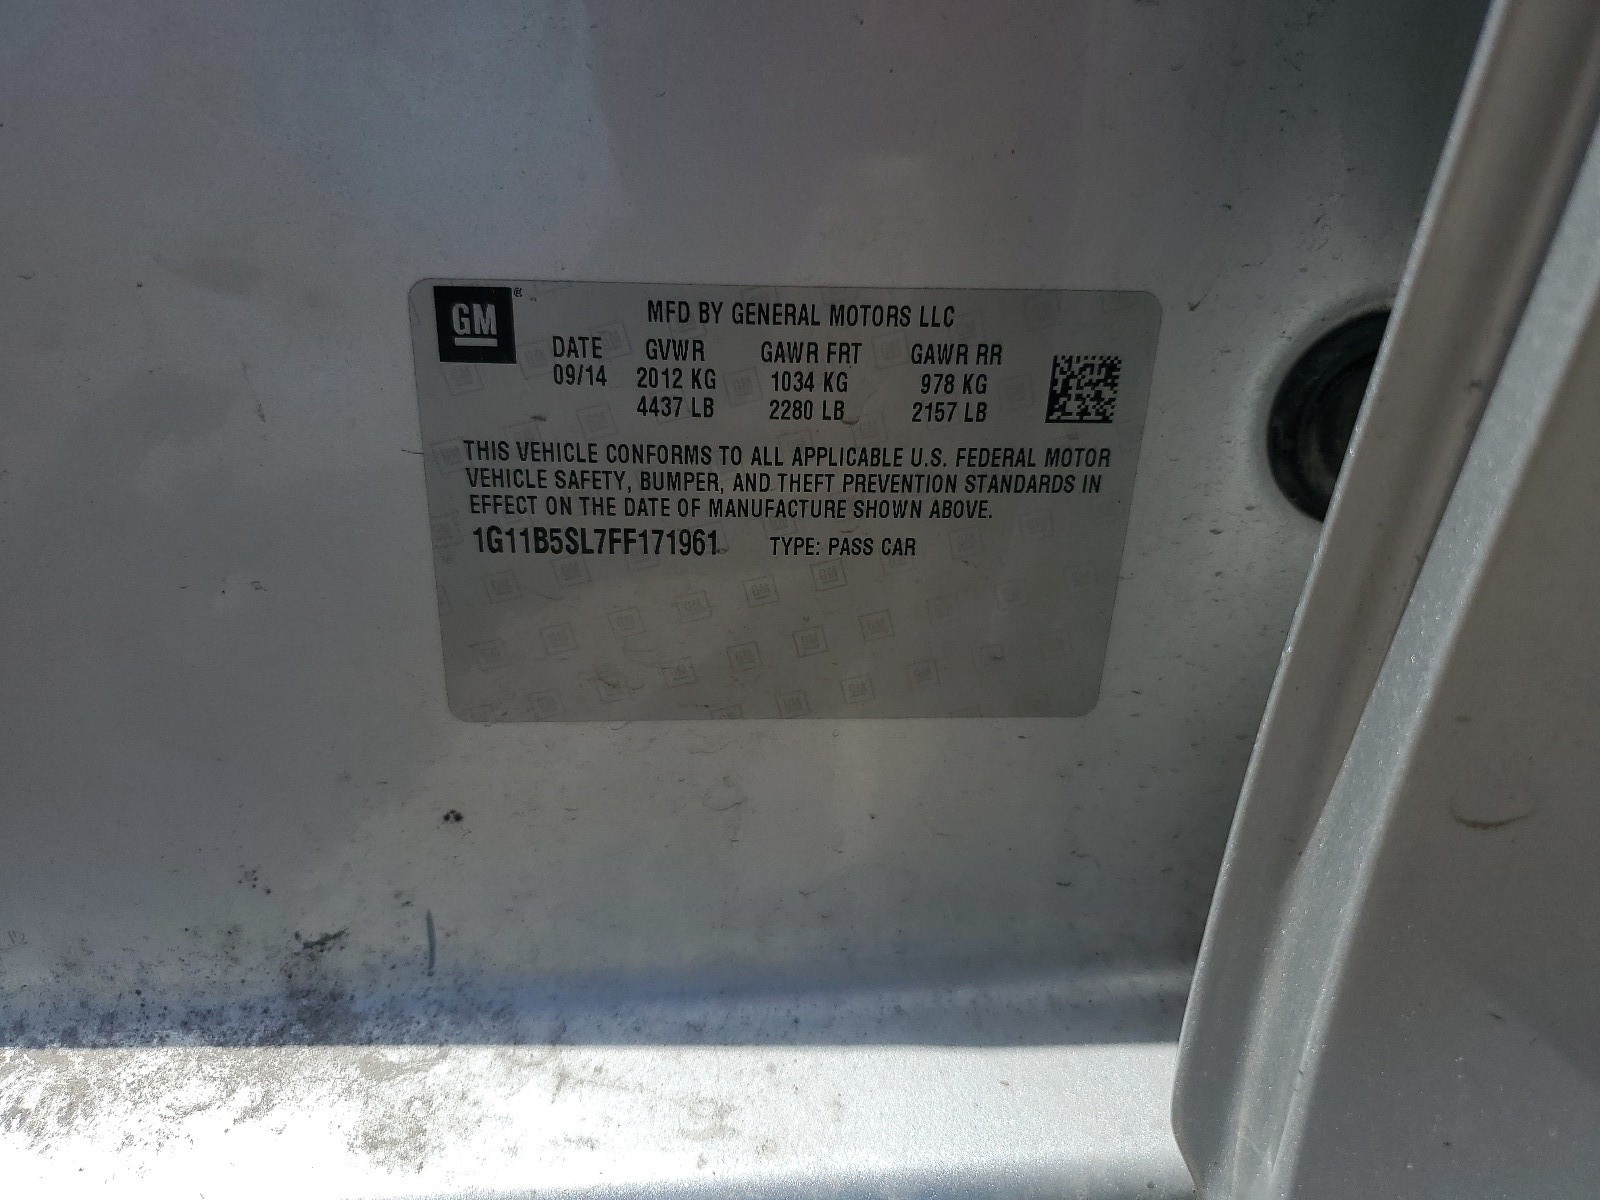 GM®
MFD BY GENERAL MOTORS LLC
DATE GVWR GAWR FRT GAWR RR
09/14 2012 KG 1034 KG 978 KG
4437 LB 2280 LB 2157 LB
THIS VEHICLE CONFORMS TO ALL APPLICABLE U.S. FEDERAL MOTOR
VEHICLE SAFETY, BUMPER, AND THEFT PREVENTION STANDARDS IN
EFFECT ON THE DATE OF MANUFACTURE SHOWN ABOVE.
1G11B5SL7FF171961 TYPE: PASS CAR